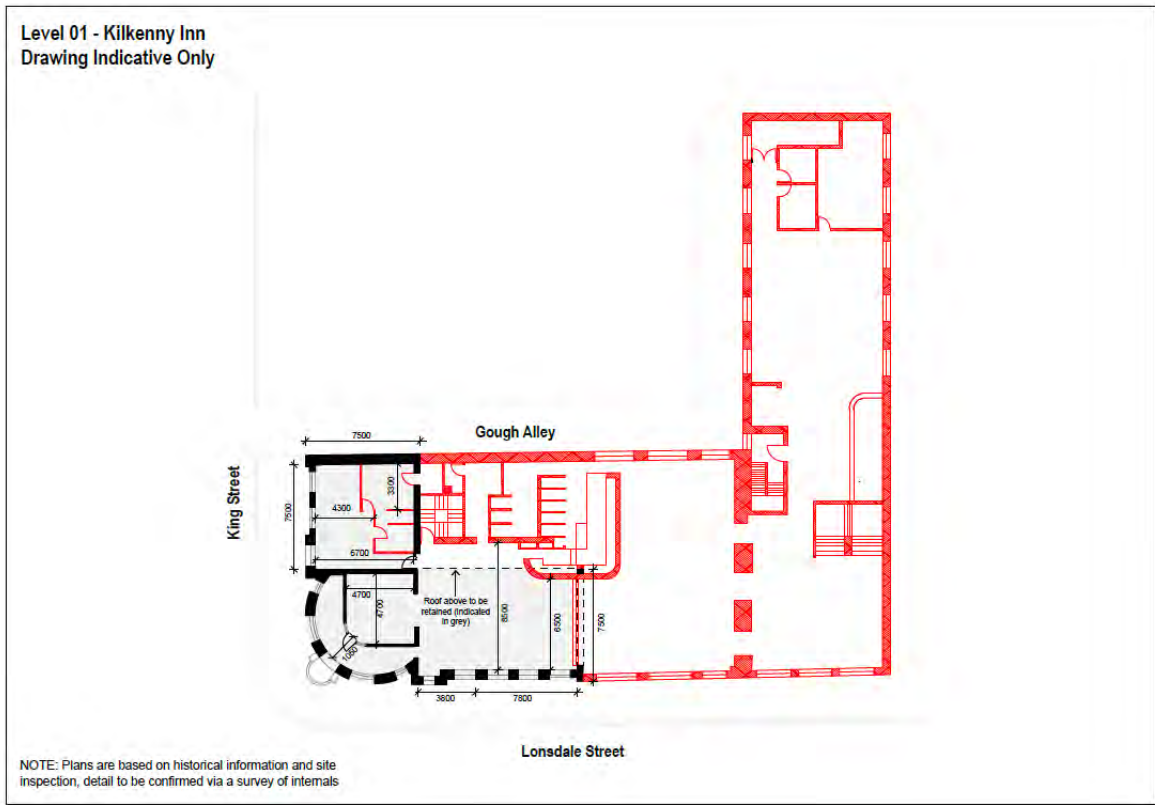 Level 01 - Kilkenny Inn
Drawing Indicative Only
7500
Gough Alley
King Street
7500
3300
4300
6700
4700
4700
1060
Roof above to be
retained (indicated
in grey)
6500
7500
3800
7800
Lonsdale Street
NOTE: Plans are based on historical information and site
inspection, detail to be confirmed via a survey of internals